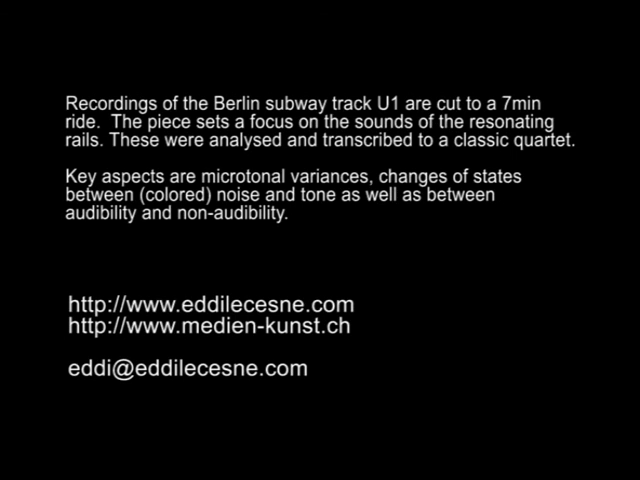 Recordings of the Berlin subway track U1 are cut to a 7min
ride.  The piece sets a focus on the sounds of the resonating
rails. These were analysed and transcribed to a classic quartet.
Key aspects are microtonal variances, changes of states
between (colored) noise and tone as well as between
audibility and non-audibility.
http://www.eddilecesne.com
http://www.medien-kunst.ch
eddi@eddilecesne.com